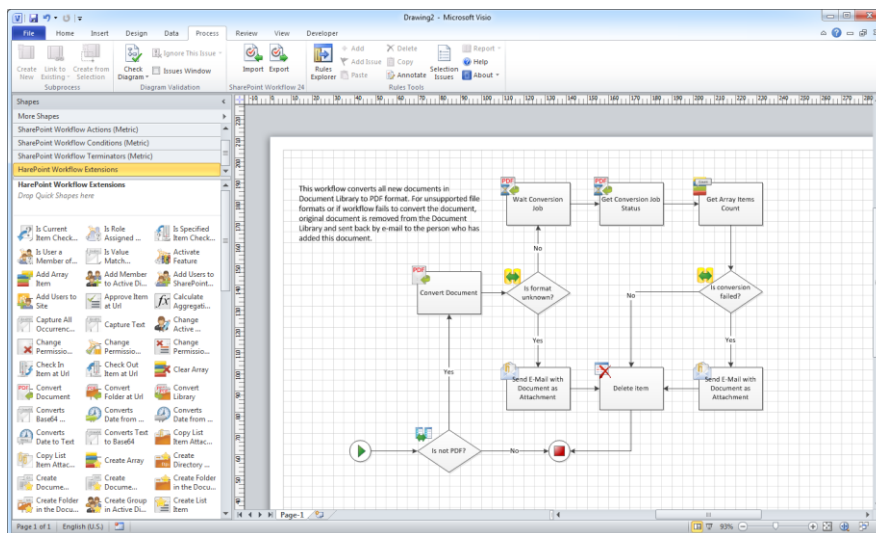 Drawing2 - Microsoft Visio
File Home Insert Design Data Process Review View Developer
Create New
Link to Existing
Create from Selection
Subprocess
Check Diagram
Ignore This Issue
Issues Window
Diagram Validation
Import Export
SharePoint Workflow 24
Rules Explorer
Add
Add Issue
Paste
Delete
Copy
Annotate
Selection Issues
Report
Help
About
Rules Tools
Shapes
More Shapes
SharePoint Workflow Actions (Metric)
SharePoint Workflow Conditions (Metric)
SharePoint Workflow Terminators (Metric)
HarePoint Workflow Extensions
HarePoint Workflow Extensions
Drop Quick Shapes here
Is Current Item Check...
Is Role Assigned ...
Is Specified Item Check...
Is User a Member of...
Is Value Match...
Activate Feature
Add Array Item
Add Member to Active Di...
Add Users to SharePoint...
Add Users to Site
Approve Item at Url
Calculate Aggregati...
Capture All Occurrenc...
Capture Text
Change Active ...
Change Permissio...
Change Permissio...
Change Permissio...
Check In Item at Url
Check Out Item at Url
Clear Array
Convert Document
Convert Folder at Url
Convert Library
Converts Base64 ...
Converts Date from ...
Converts Date from ...
Converts Date to Text
Converts Text to Base64
Copy List Item Attac...
Copy List Item Attac...
Create Array
Create Directory ...
Create Docume...
Create Docume...
Create Folder in the Docu...
Create Folder in the Docu...
Create Group in Active Di...
Create List Item
This workflow converts all new documents in
Document Library to PDF format. For unsupported file
formats or if workflow fails to convert the document,
original document is removed from the Document
Library and sent back by e-mail to the person who has
added this document.
PDF
Wait Conversion
Job
PDF
Get Conversion Job
Status
Get Array Items
Count
No
PDF
Convert Document
Is format
unknown?
No
Is conversion
failed?
Yes
Yes
Yes
Send E-Mail with
Document as
Attachment
Delete Item
Send E-Mail with
Document as
Attachment
Is not PDF?
No
Page-1
Page 1 of 1 English (U.S.)
93%